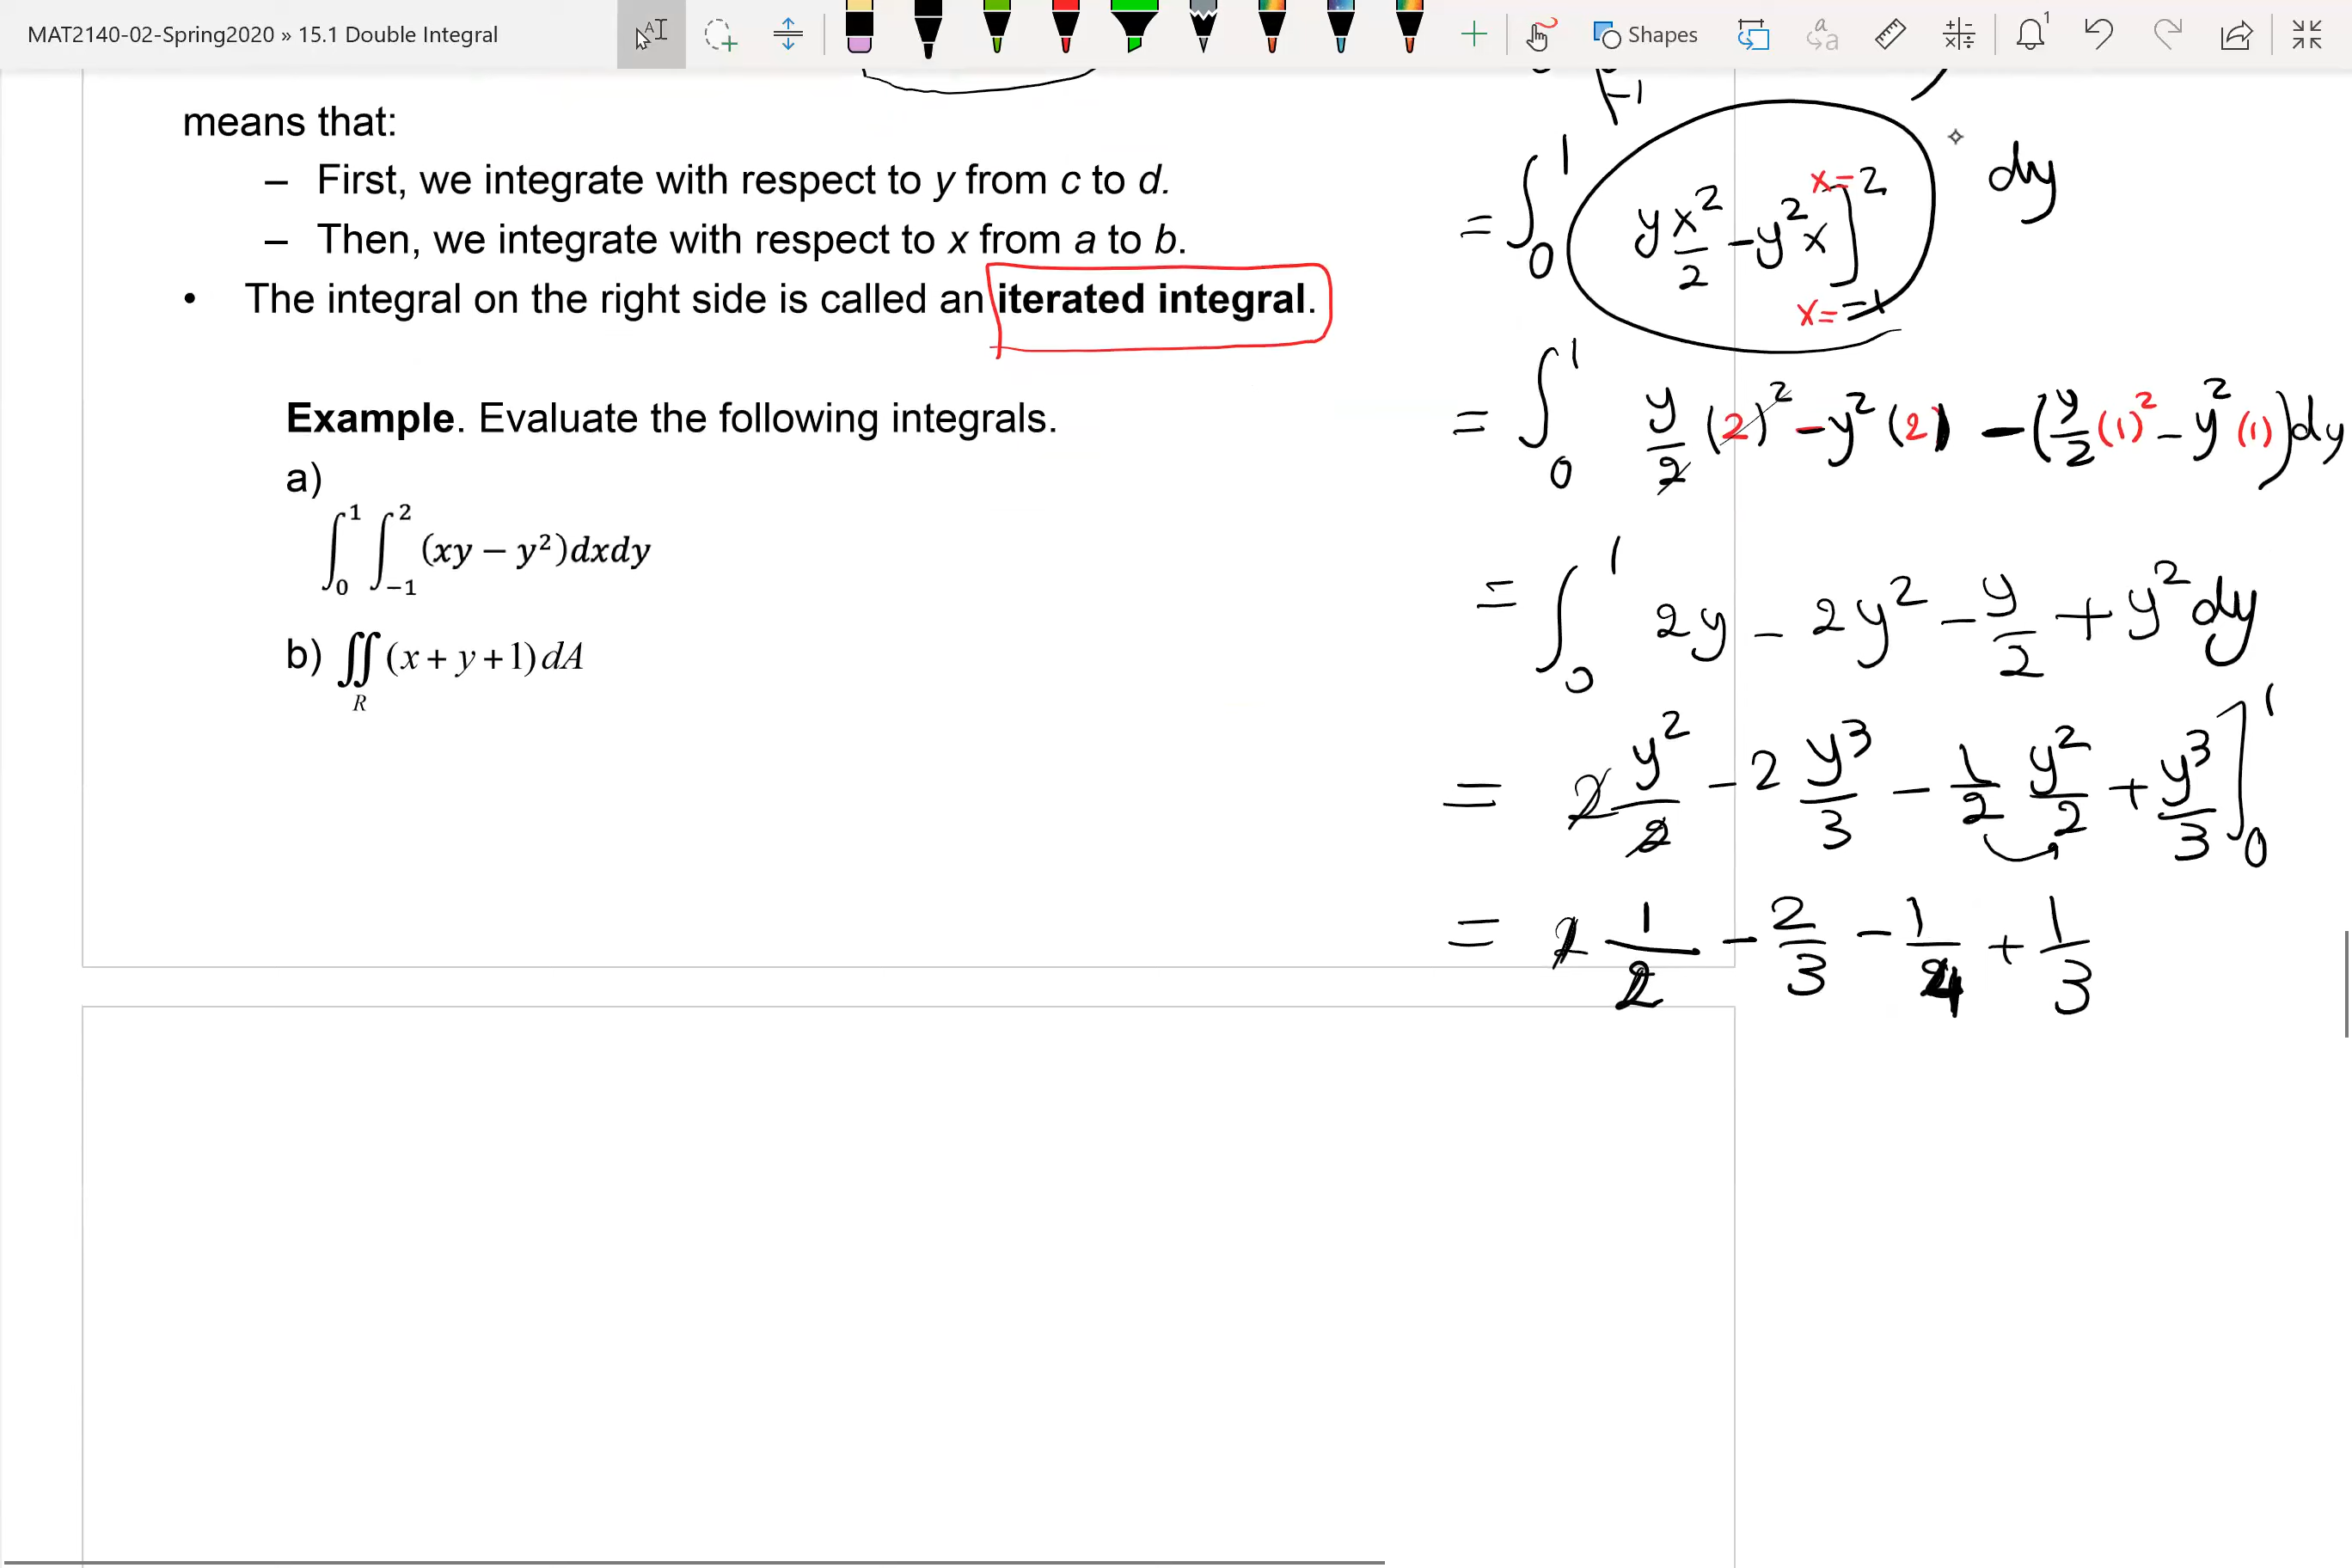 MAT2140-02-Spring2020 » 15.1 Double Integral
Shapes
means that:
– First, we integrate with respect to y from c to d.
– Then, we integrate with respect to x from a to b.
• The integral on the right side is called an iterated integral.
Example. Evaluate the following integrals.
a)
∫₀¹ ∫₋₁² (xy − y²)dxdy
b) ∬_R (x + y + 1) dA
= ∫₀¹ y x²/2 − y² x ]_{x=−1}^{x=2} dy
= ∫₀¹ y/2 (2)² − y² (2) − (y/2 (1)² − y² (1)) dy
= ∫₀¹ 2y − 2y² − y/2 + y² dy
= 2 y²/2 − 2 y³/3 − 1/2 y²/2 + y³/3 ]₀¹
= 2 1/2 − 2/3 − 1/4 + 1/3